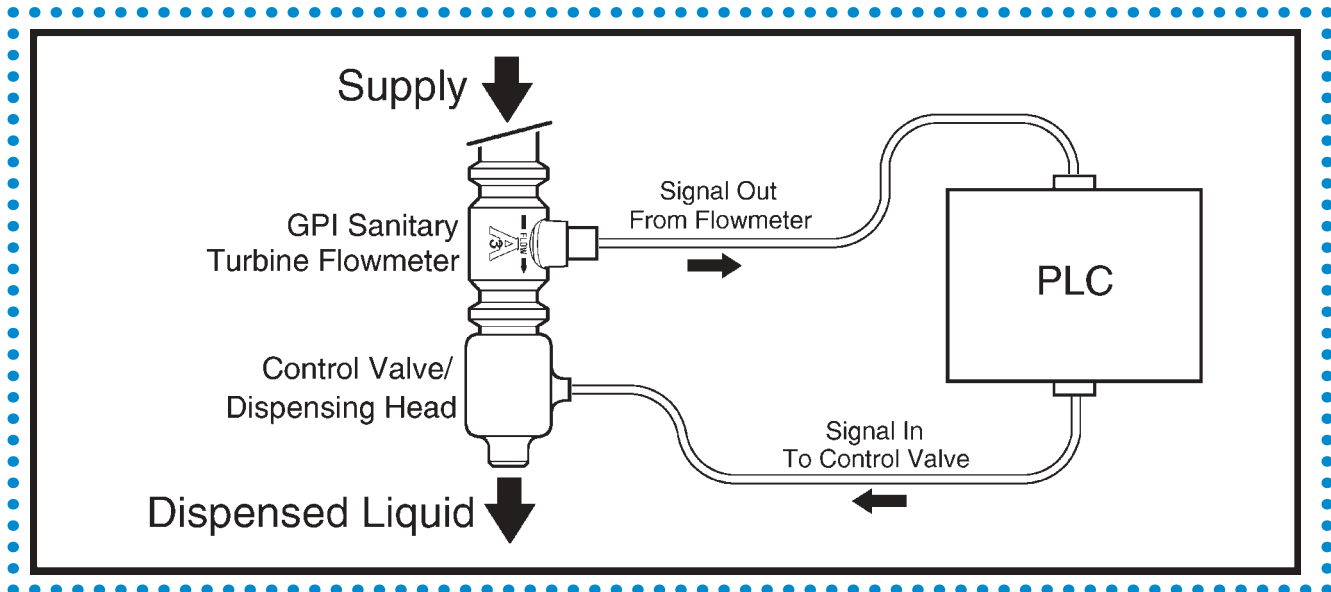 Supply
GPI Sanitary
Turbine Flowmeter
3
A
FLOW
Signal Out
From Flowmeter
PLC
Control Valve/
Dispensing Head
Signal In
To Control Valve
Dispensed Liquid